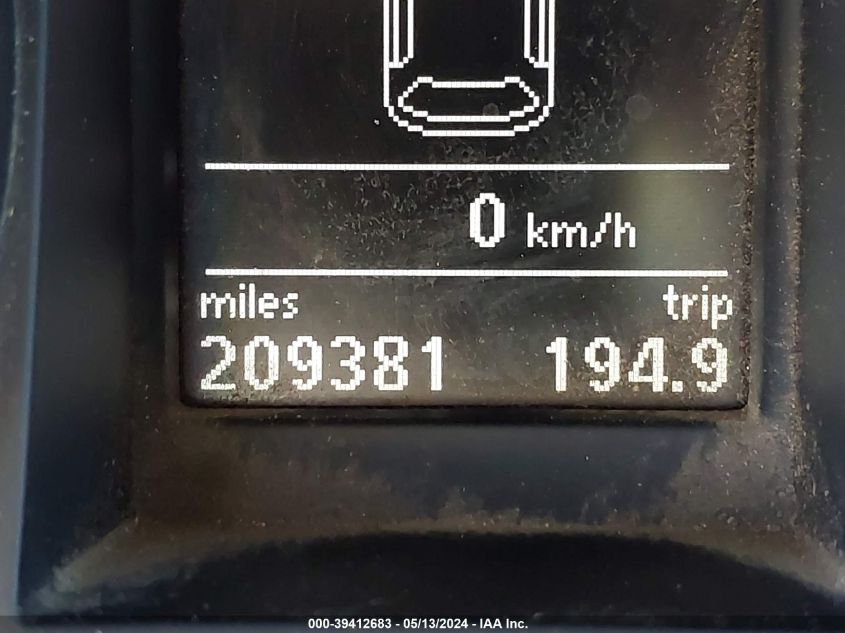 0 km/h
miles trip
209381 194.9
000-39412683 - 05/13/2024 - IAA Inc.